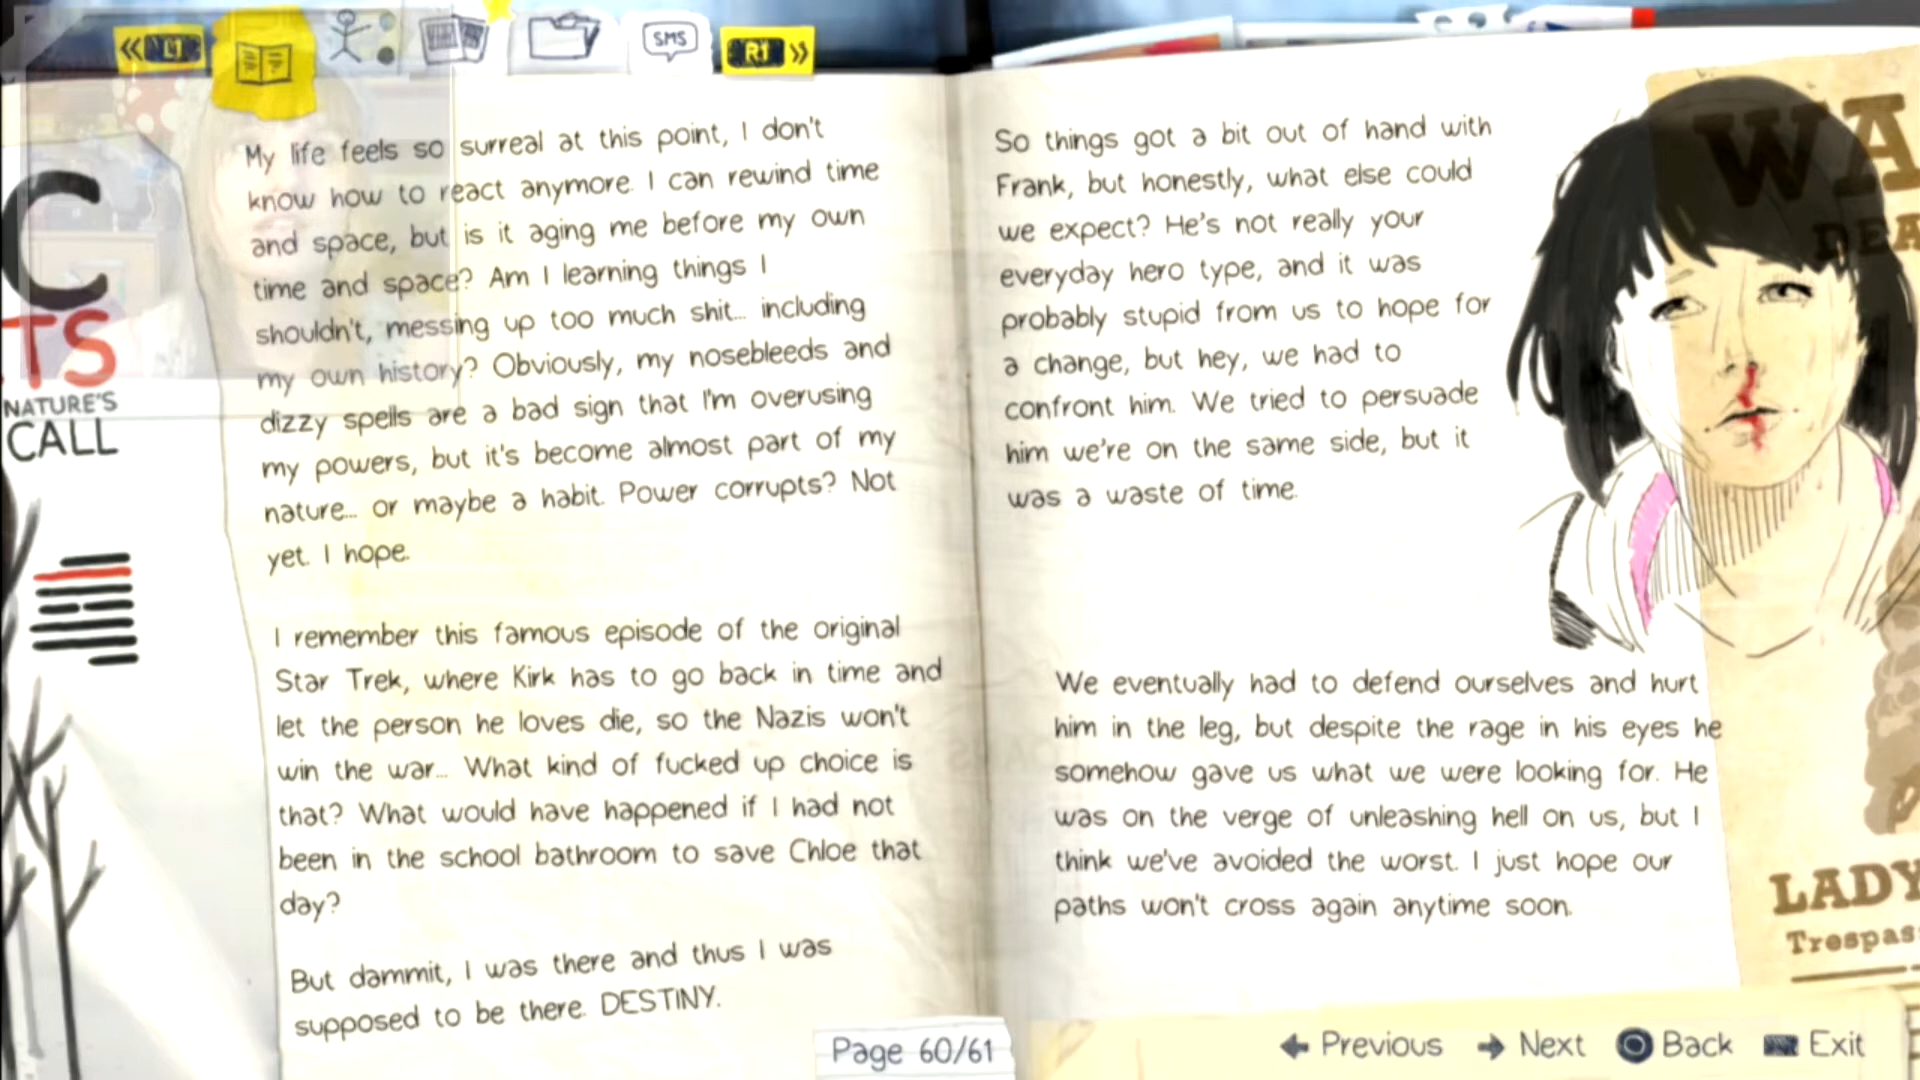 L1
SMS
R1
C
TS
NATURE'S
CALL
My life feels so surreal at this point, I don't
know how to react anymore. I can rewind time
and space, but is it aging me before my own
time and space? Am I learning things I
shouldn't, messing up too much shit... including
my own history? Obviously, my nosebleeds and
dizzy spells are a bad sign that I'm overusing
my powers, but it's become almost part of my
nature... or maybe a habit. Power corrupts? Not
yet. I hope.
I remember this famous episode of the original
Star Trek, where Kirk has to go back in time and
let the person he loves die, so the Nazis won't
win the war... What kind of fucked up choice is
that? What would have happened if I had not
been in the school bathroom to save Chloe that
day?
But dammit, I was there and thus I was
supposed to be there. DESTINY.
So things got a bit out of hand with
Frank, but honestly, what else could
we expect? He's not really your
everyday hero type, and it was
probably stupid from us to hope for
a change, but hey, we had to
confront him. We tried to persuade
him we're on the same side, but it
was a waste of time.
We eventually had to defend ourselves and hurt
him in the leg, but despite the rage in his eyes he
somehow gave us what we were looking for. He
was on the verge of unleashing hell on us, but I
think we've avoided the worst. I just hope our
paths won't cross again anytime soon.
WA
DEA
LADY
Trespas
Page 60/61
Previous Next Back Exit